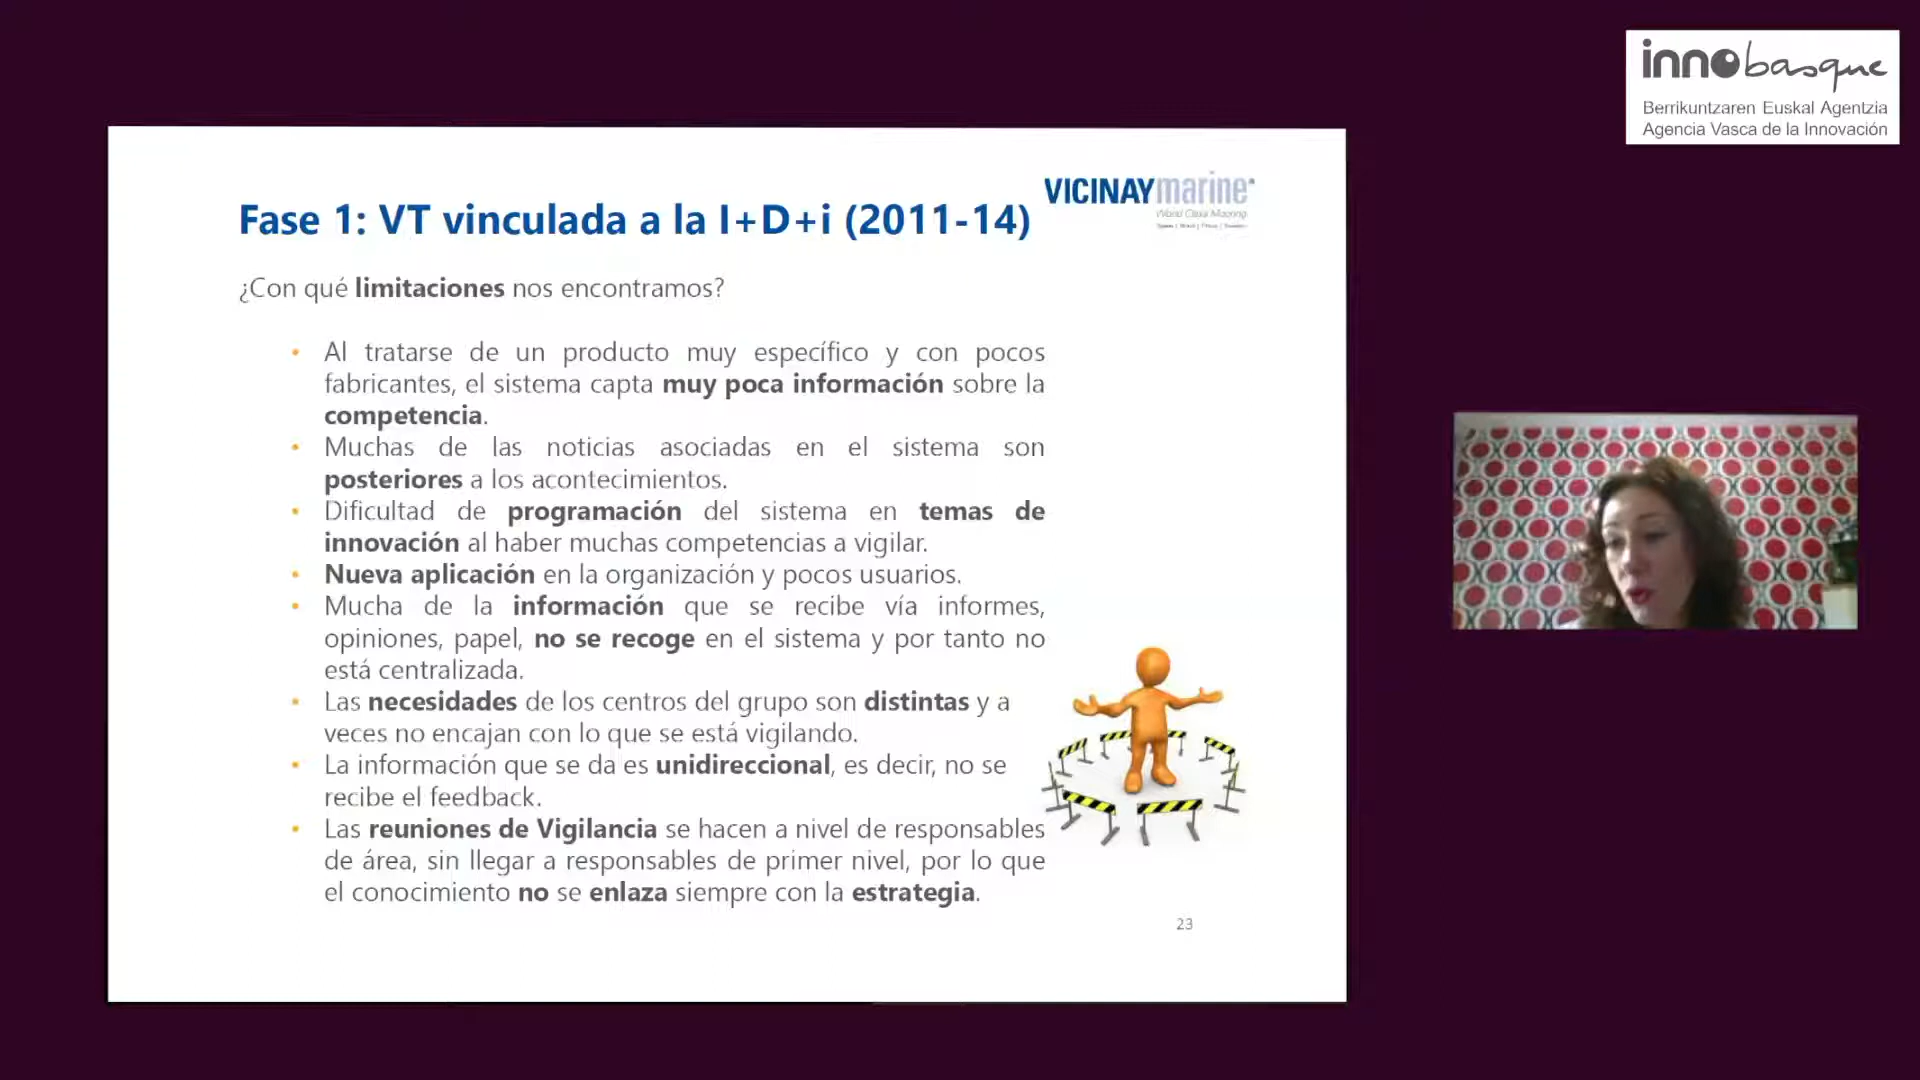 innobasque
Berrikuntzaren Euskal Agentzia
Agencia Vasca de la Innovación
VICINAYmarine
World Class Mooring
Fase 1: VT vinculada a la I+D+i (2011-14)
¿Con qué limitaciones nos encontramos?
• Al tratarse de un producto muy específico y con pocos
fabricantes, el sistema capta muy poca información sobre la
competencia.
• Muchas de las noticias asociadas en el sistema son
posteriores a los acontecimientos.
• Dificultad de programación del sistema en temas de
innovación al haber muchas competencias a vigilar.
• Nueva aplicación en la organización y pocos usuarios.
• Mucha de la información que se recibe vía informes,
opiniones, papel, no se recoge en el sistema y por tanto no
está centralizada.
• Las necesidades de los centros del grupo son distintas y a
veces no encajan con lo que se está vigilando.
• La información que se da es unidireccional, es decir, no se
recibe el feedback.
• Las reuniones de Vigilancia se hacen a nivel de responsables
de área, sin llegar a responsables de primer nivel, por lo que
el conocimiento no se enlaza siempre con la estrategia.
23